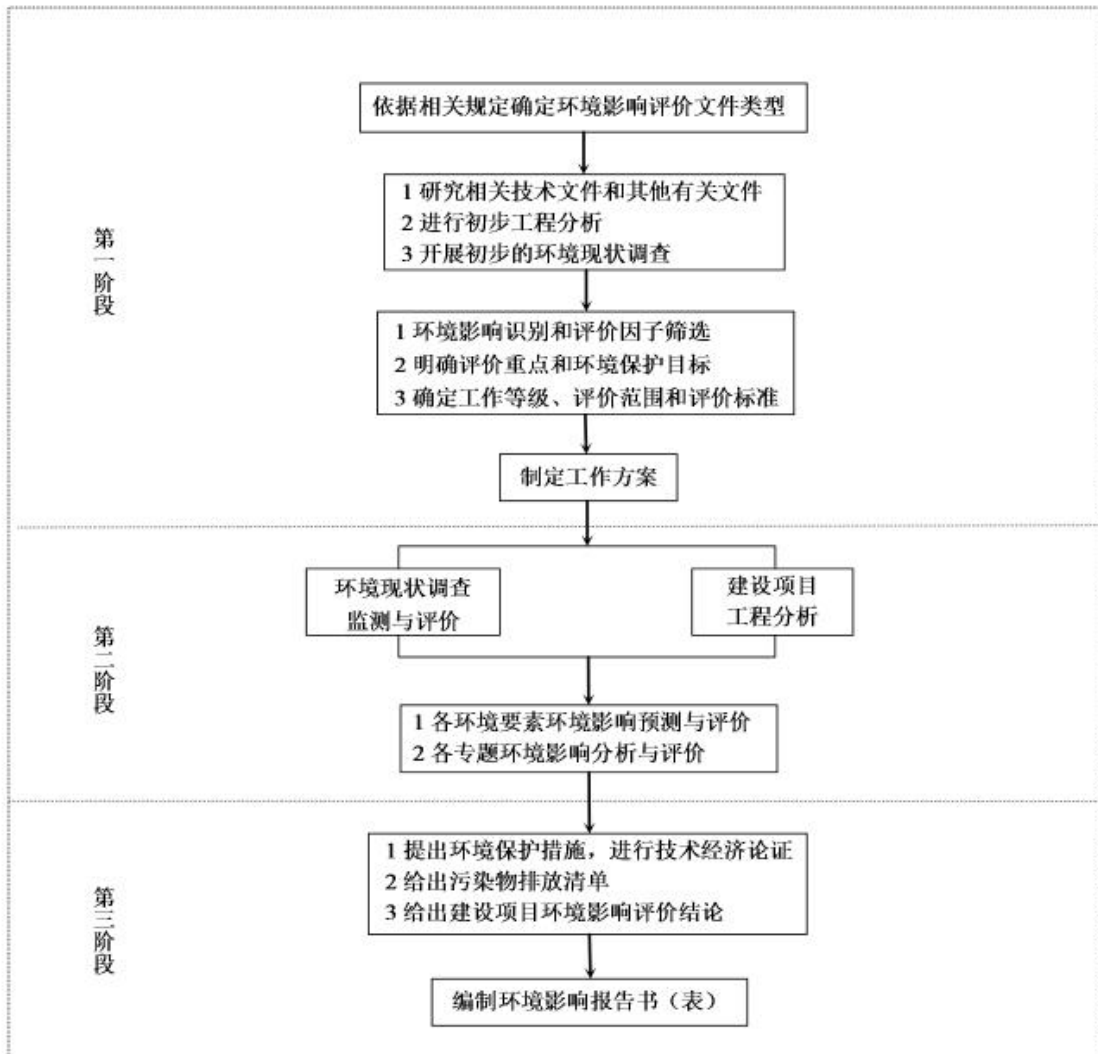 依据相关规定确定环境影响评价文件类型
1 研究相关技术文件和其他有关文件
2 进行初步工程分析
3 开展初步的环境现状调查
第一阶段
1 环境影响识别和评价因子筛选
2 明确评价重点和环境保护目标
3 确定工作等级、评价范围和评价标准
制定工作方案
环境现状调查
监测与评价
建设项目
工程分析
第二阶段
1 各环境要素环境影响预测与评价
2 各专题环境影响分析与评价
1 提出环境保护措施，进行技术经济论证
2 给出污染物排放清单
3 给出建设项目环境影响评价结论
第三阶段
编制环境影响报告书（表）